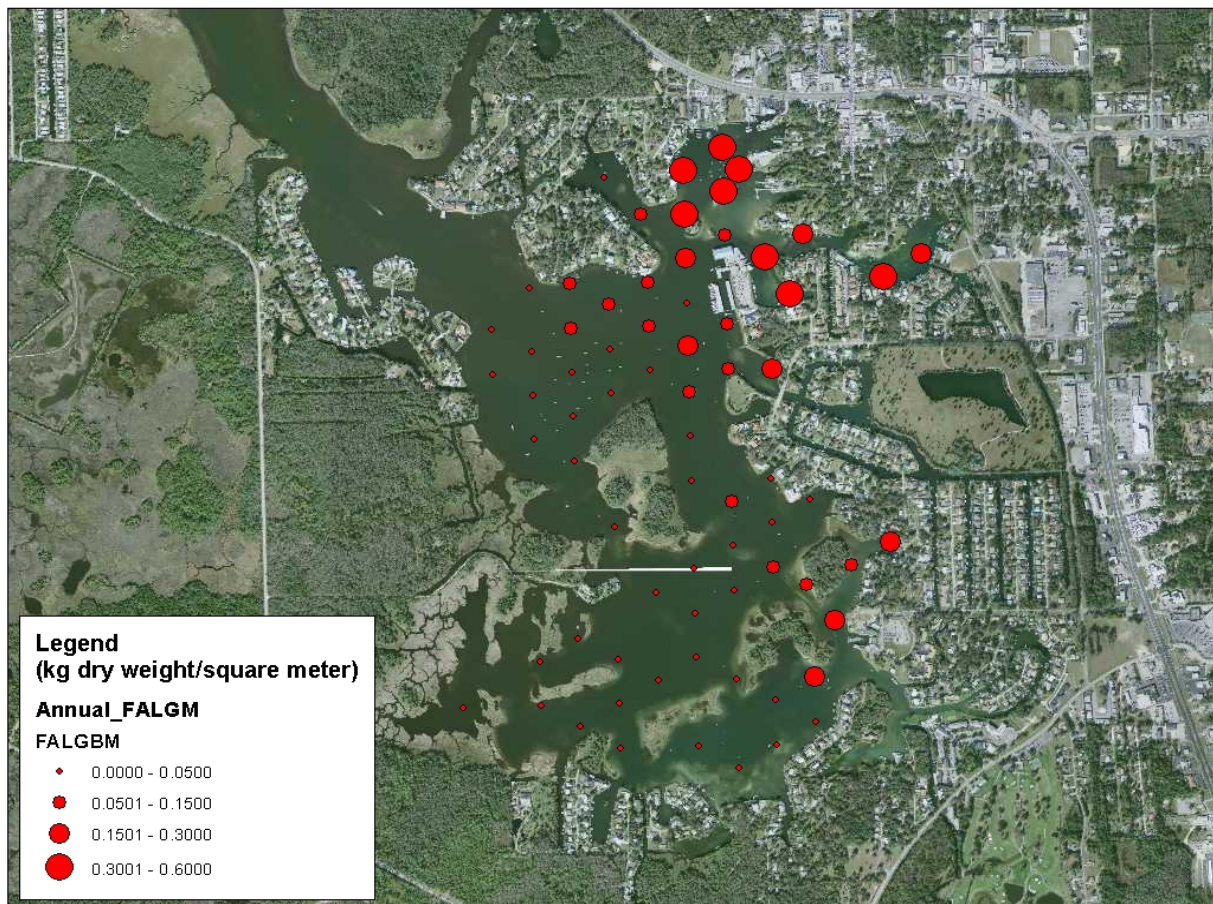 Legend
(kg dry weight/square meter)
Annual_FALGM
FALGBM
0.0000 - 0.0500
0.0501 - 0.1500
0.1501 - 0.3000
0.3001 - 0.6000